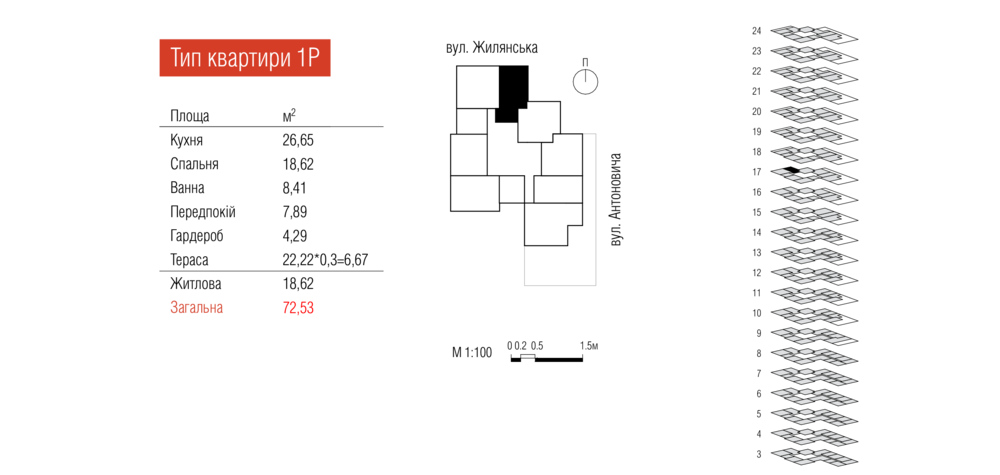 Тип квартири 1Р
Площа м²
Кухня 26,65
Спальня 18,62
Ванна 8,41
Передпокій 7,89
Гардероб 4,29
Тераса 22,22*0,3=6,67
Житлова 18,62
Загальна 72,53
вул. Жилянська
П
вул. Антоновича
М 1:100
0 0.2 0.5 1.5м
24
23
22
21
20
19
18
17
16
15
14
13
12
11
10
9
8
7
6
5
4
3